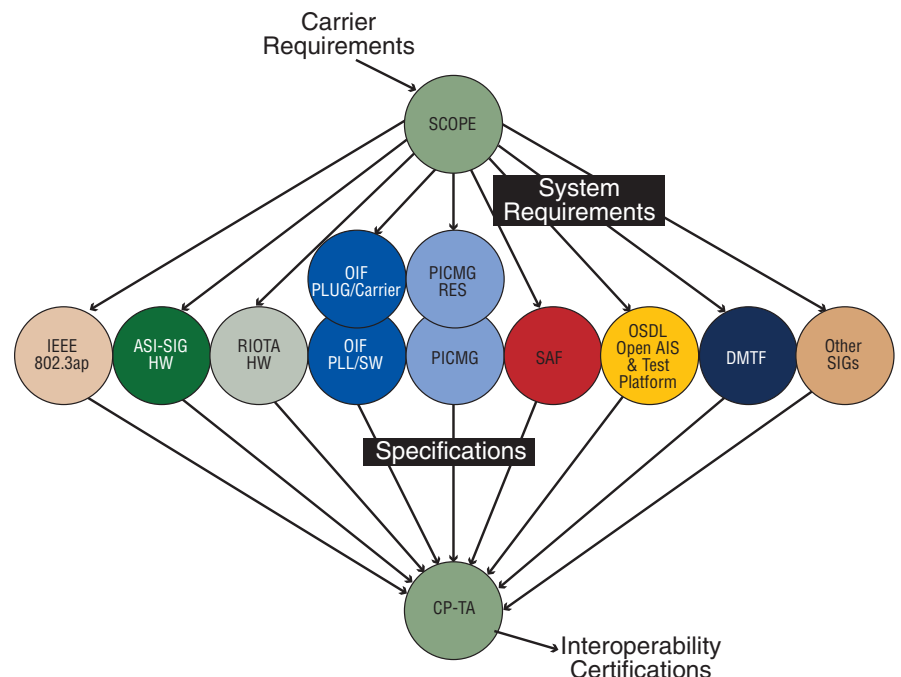 Carrier
Requirements
SCOPE
System
Requirements
OIF
PLUG/Carrier
PICMG
RES
IEEE
802.3ap
ASI-SIG
HW
RIOTA
HW
OIF
PLL/SW
PICMG
SAF
OSDL
Open AIS
& Test
Platform
DMTF
Other
SIGs
Specifications
CP-TA
Interoperability
Certifications